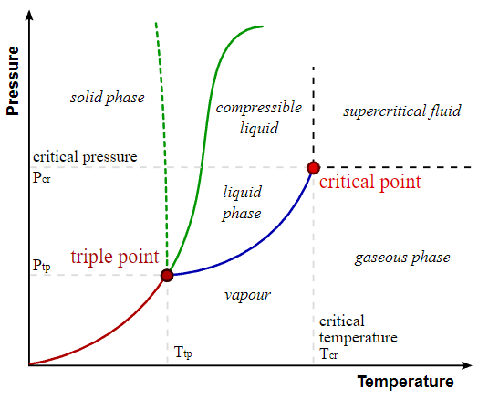 Pressure
solid phase
compressible
liquid
supercritical fluid
critical pressure
Pcr
liquid
phase
critical point
Ptp
triple point
gaseous phase
vapour
critical
temperature
Tcr
Ttp
Temperature